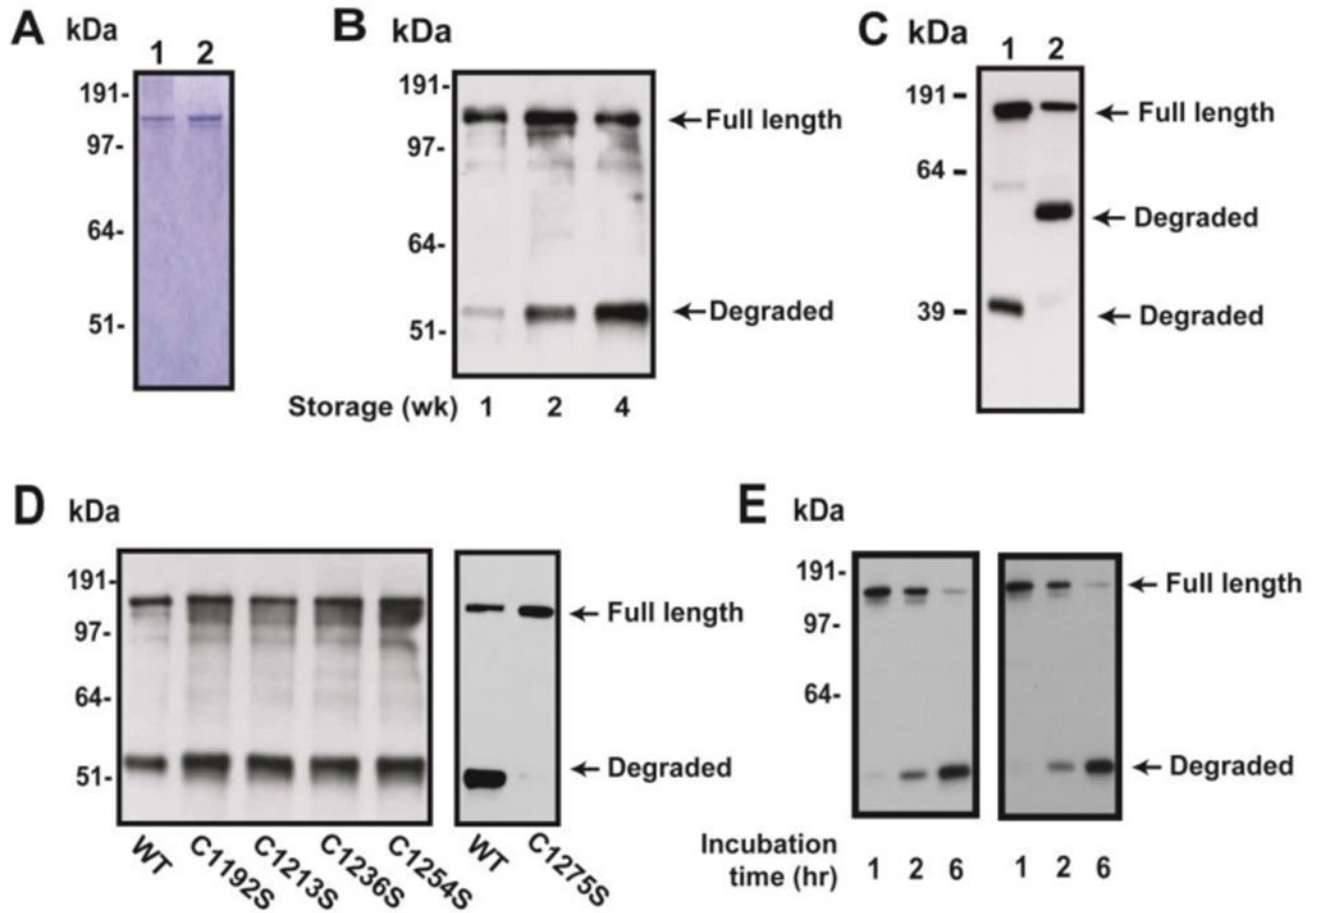 A kDa
1 2
191-
97-
64-
51-
B kDa
191-
97-
64-
51-
Full length
Degraded
Storage (wk) 1 2 4
C kDa
1 2
191 -
64 -
39 -
Full length
Degraded
Degraded
D kDa
191-
97-
64-
51-
Full length
Degraded
WT
C1192S
C1213S
C1236S
C1254S
WT
C1275S
E kDa
191-
97-
64-
Full length
Degraded
Incubation
time (hr) 1 2 6 1 2 6